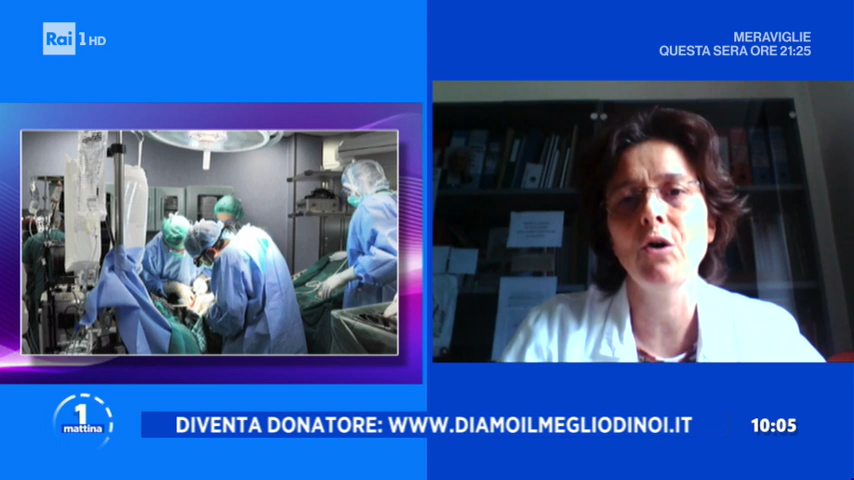 Rai 1 HD
MERAVIGLIE
QUESTA SERA ORE 21:25
1
mattina
DIVENTA DONATORE: WWW.DIAMOILMEGLIODINOI.IT
10:05